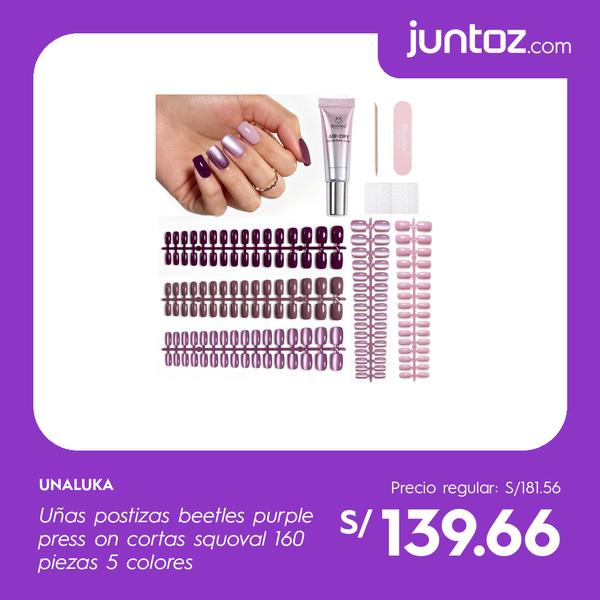 juntoz.com
AIR-DRY
UNALUKA
Uñas postizas beetles purple
press on cortas squoval 160
piezas 5 colores
Precio regular: S/181.56
S/139.66